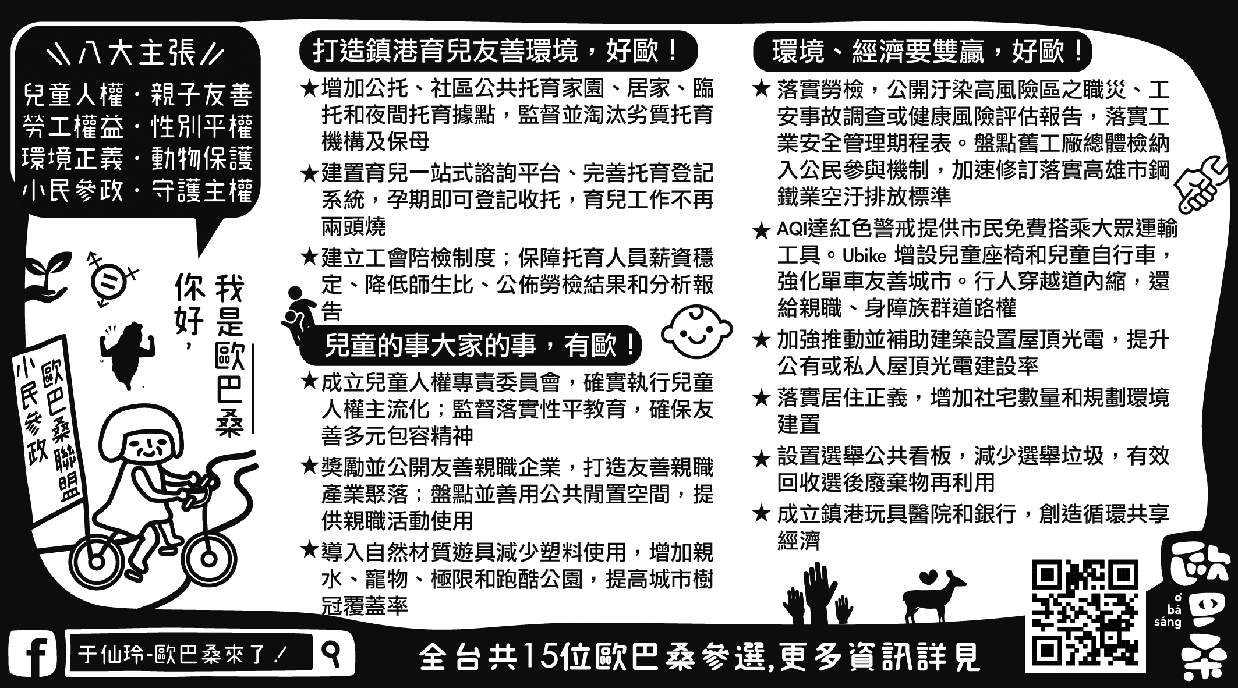 八大主張
兒童人權・親子友善
勞工權益・性別平權
環境正義・動物保護
小民參政・守護主權
你好，
我是歐巴桑
歐巴桑聯盟
小民參政
打造鎮港育兒友善環境，好歐！
★增加公托、社區公共托育家園、居家、臨
托和夜間托育據點，監督並淘汰劣質托育
機構及保母
★建置育兒一站式諮詢平台、完善托育登記
系統，孕期即可登記收托，育兒工作不再
兩頭燒
★建立工會陪檢制度；保障托育人員薪資穩
定、降低師生比、公佈勞檢結果和分析報
告
兒童的事大家的事，有歐！
★成立兒童人權專責委員會，確實執行兒童
人權主流化；監督落實性平教育，確保友
善多元包容精神
★獎勵並公開友善親職企業，打造友善親職
產業聚落；盤點並善用公共閒置空間，提
供親職活動使用
★導入自然材質遊具減少塑料使用，增加親
水、寵物、極限和跑酷公園，提高城市樹
冠覆蓋率
環境、經濟要雙贏，好歐！
★落實勞檢，公開汙染高風險區之職災、工
安事故調查或健康風險評估報告，落實工
業安全管理期程表。盤點舊工廠總體檢納
入公民參與機制，加速修訂落實高雄市鋼
鐵業空汙排放標準
★AQI達紅色警戒提供市民免費搭乘大眾運輸
工具。Ubike 增設兒童座椅和兒童自行車，
強化單車友善城市。行人穿越道內縮，還
給親職、身障族群道路權
★加強推動並補助建築設置屋頂光電，提升
公有或私人屋頂光電建設率
★落實居住正義，增加社宅數量和規劃環境
建置
★設置選舉公共看板，減少選舉垃圾，有效
回收選後廢棄物再利用
★成立鎮港玩具醫院和銀行，創造循環共享
經濟
歐巴桑
o
bá
sáng
f
于仙玲-歐巴桑來了！
全台共15位歐巴桑參選,更多資訊詳見